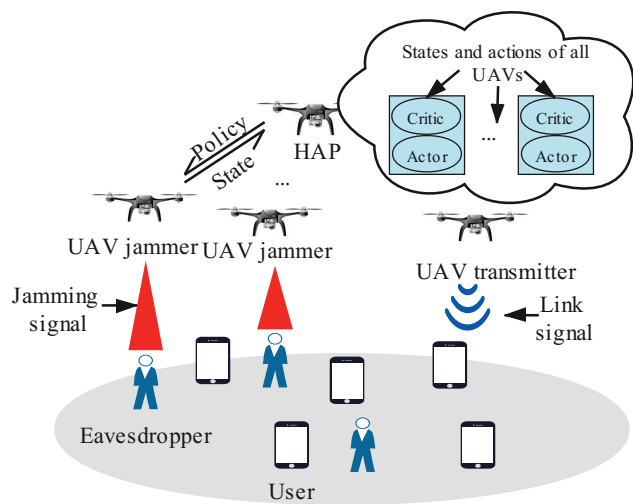 States and actions of all
UAVs
Critic
Actor
...
Critic
Actor
Policy
State
HAP
...
UAV jammer
UAV jammer
UAV transmitter
Jamming
signal
Link
signal
Eavesdropper
User